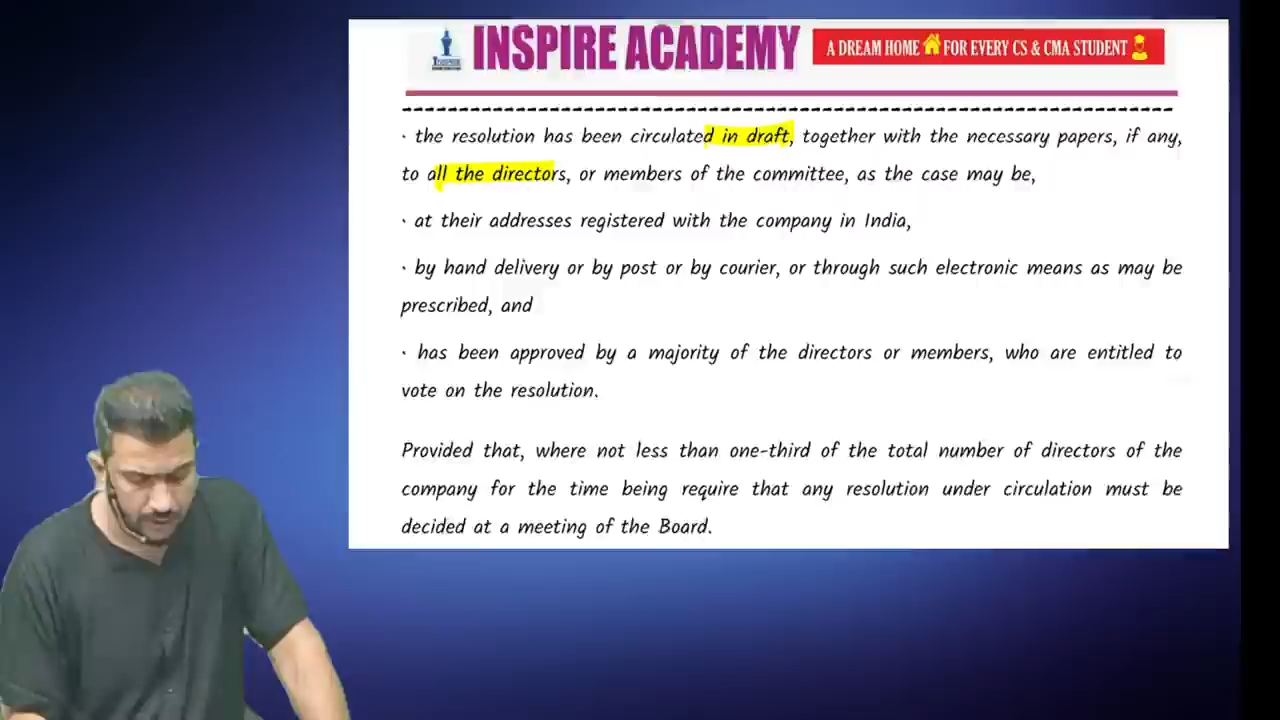 INSPIRE ACADEMY
A DREAM HOME FOR EVERY CS & CMA STUDENT
· the resolution has been circulated in draft, together with the necessary papers, if any,
to all the directors, or members of the committee, as the case may be,
· at their addresses registered with the company in India,
· by hand delivery or by post or by courier, or through such electronic means as may be
prescribed, and
· has been approved by a majority of the directors or members, who are entitled to
vote on the resolution.
Provided that, where not less than one-third of the total number of directors of the
company for the time being require that any resolution under circulation must be
decided at a meeting of the Board.